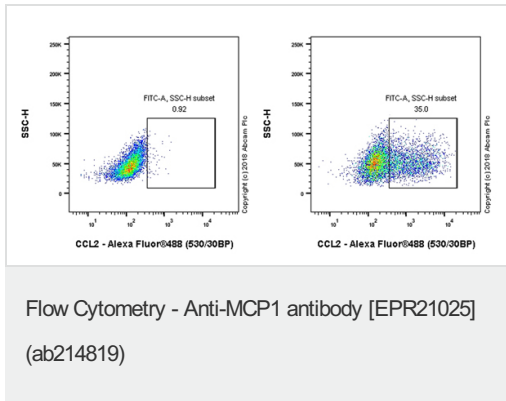 250K
200K
150K
100K
50K
0
SSC-H
FITC-A, SSC-H subset
0.92
10¹
10²
10³
10⁴
CCL2 - Alexa Fluor®488 (530/30BP)
Copyright (c) 2018 Abcam Plc
250K
200K
150K
100K
50K
0
SSC-H
FITC-A, SSC-H subset
35.0
10¹
10²
10³
10⁴
CCL2 - Alexa Fluor®488 (530/30BP)
Copyright (c) 2018 Abcam Plc
Flow Cytometry - Anti-MCP1 antibody [EPR21025]
(ab214819)